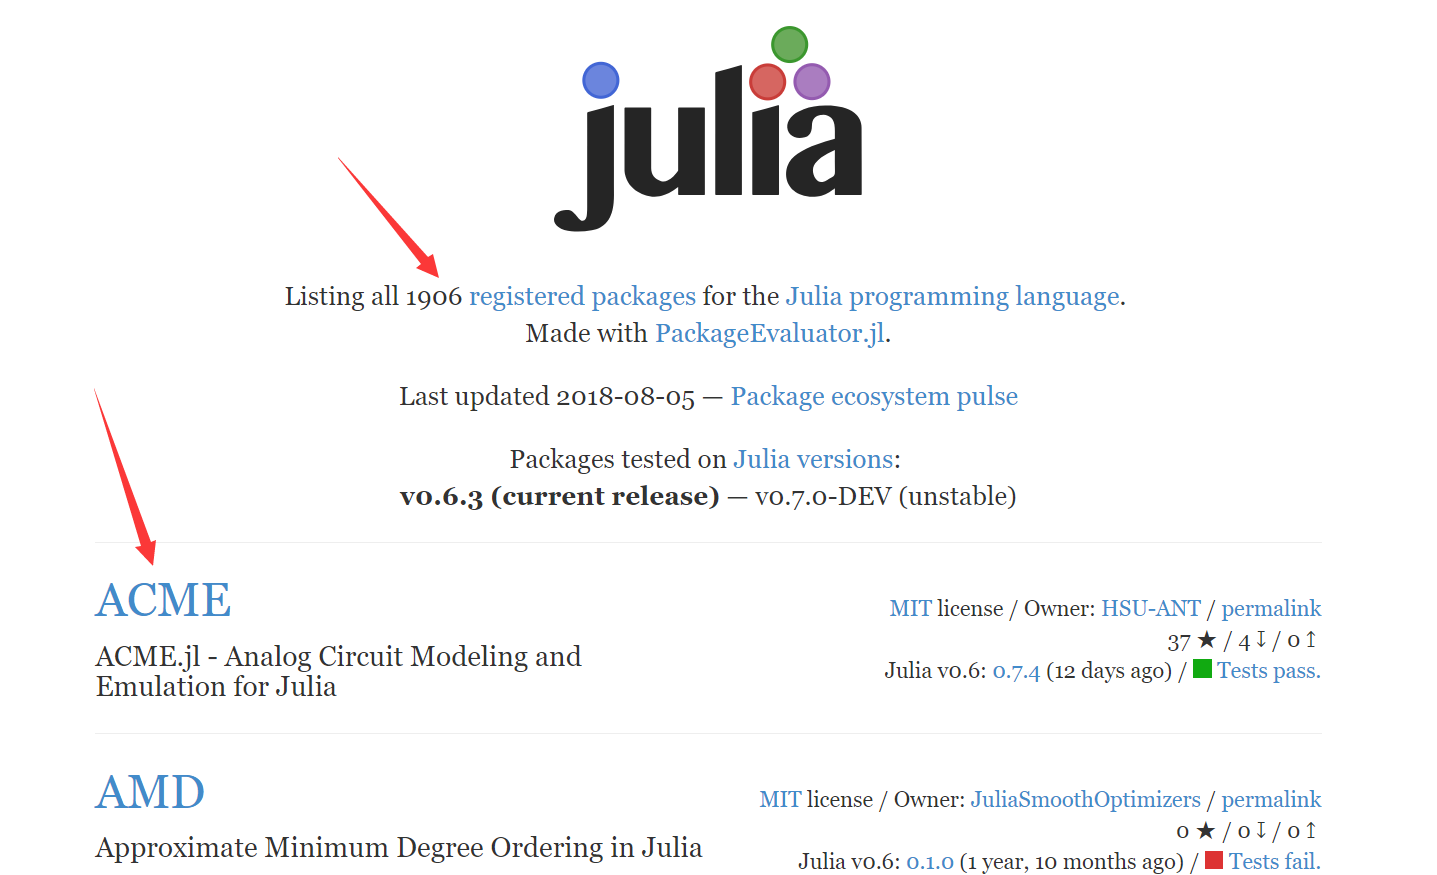 julia
Listing all 1906 registered packages for the Julia programming language.
Made with PackageEvaluator.jl.
Last updated 2018-08-05 — Package ecosystem pulse
Packages tested on Julia versions:
v0.6.3 (current release) — v0.7.0-DEV (unstable)
ACME
MIT license / Owner: HSU-ANT / permalink
37 ★ / 4 ↧ / 0 ↥
ACME.jl - Analog Circuit Modeling and
Emulation for Julia
Julia v0.6: 0.7.4 (12 days ago) / Tests pass.
AMD
MIT license / Owner: JuliaSmoothOptimizers / permalink
0 ★ / 0 ↧ / 0 ↥
Approximate Minimum Degree Ordering in Julia
Julia v0.6: 0.1.0 (1 year, 10 months ago) / Tests fail.